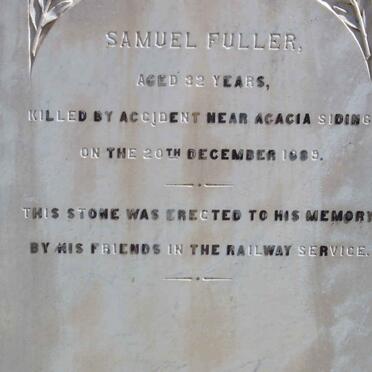 SAMUEL FULLER,
AGED 32 YEARS,
KILLED BY ACCIDENT NEAR ACACIA SIDING
ON THE 20TH DECEMBER 1889.
THIS STONE WAS ERECTED TO HIS MEMORY
BY HIS FRIENDS IN THE RAILWAY SERVICE.